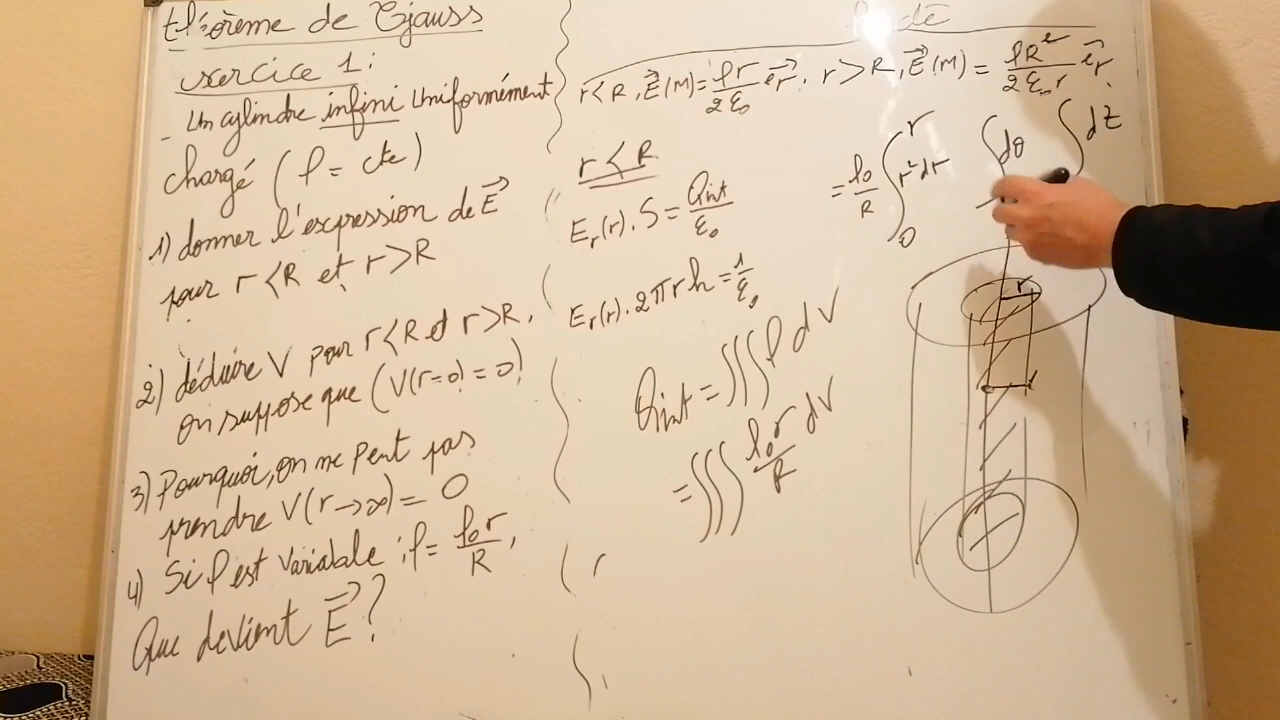 théorème de Gauss
exercice 1:
- Un cylindre infini Uniformément
chargé (ρ = cte)
1) donner l'expression de E⃗
pour r < R et r > R
2) déduire V pour r < R et r > R,
on suppose que (V(r=0) = 0)
3) Pourquoi, on ne peut pas
prendre V(r→∞) = 0
4) Si ρ est variable ; ρ = ρ₀r/R,
Que devient E⃗ ?
r < R, E⃗(M) = ρr/2ε₀ e⃗r, r > R, E⃗(M) = ρR²/2ε₀r e⃗r
r < R
Er(r). S = Qint/ε₀
Er(r). 2πrh = 1/ε₀
Qint = ∭ ρ dV
= ∭ ρ₀r/R dV
= ρ₀/R ∫₀^r r²dr ∫dθ ∫dz
r
r